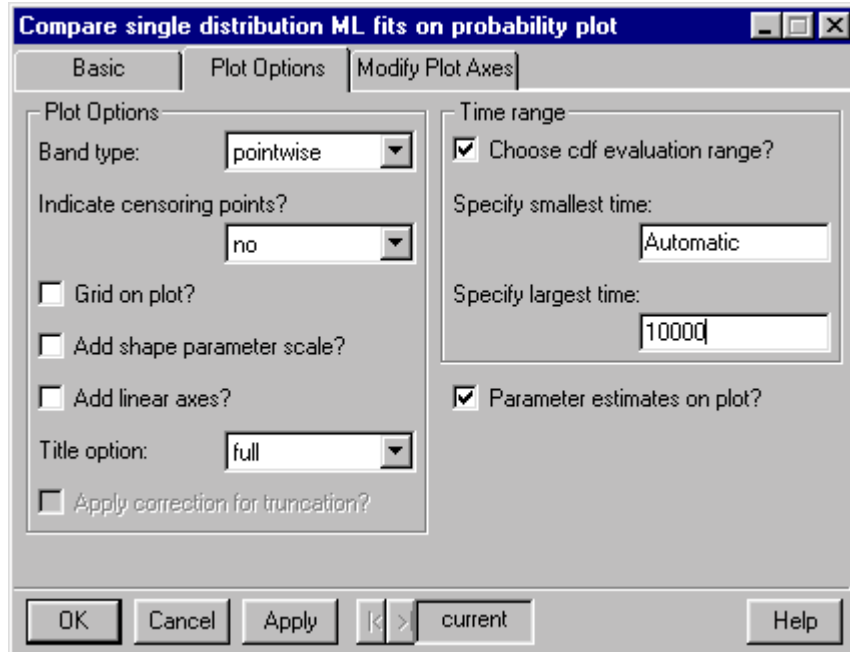 Compare single distribution ML fits on probability plot
Basic
Plot Options
Modify Plot Axes
Plot Options
Band type:
pointwise
Indicate censoring points?
no
Grid on plot?
Add shape parameter scale?
Add linear axes?
Title option:
full
Apply correction for truncation?
Time range
Choose cdf evaluation range?
Specify smallest time:
Automatic
Specify largest time:
10000
Parameter estimates on plot?
OK
Cancel
Apply
|<
>|
current
Help